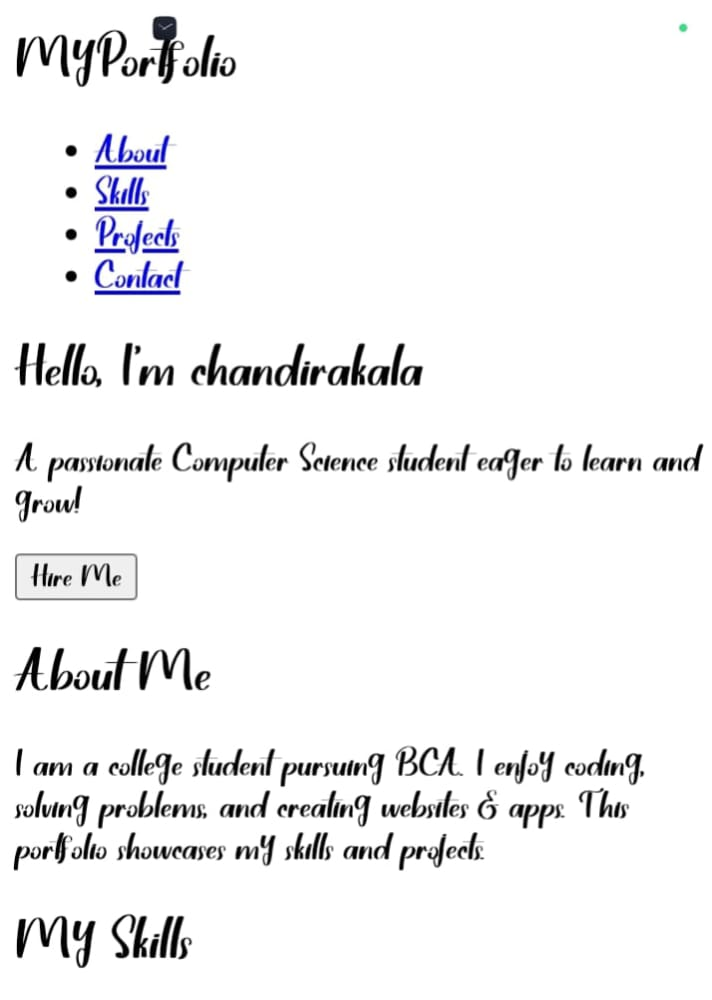 MyPortfolio
About
Skills
Projects
Contact
Hello, I'm chandirakala
A passionate Computer Science student eager to learn and
grow!
Hire Me
About Me
I am a college student pursuing BCA. I enjoy coding,
solving problems, and creating websites & apps. This
portfolio showcases my skills and projects.
My Skills